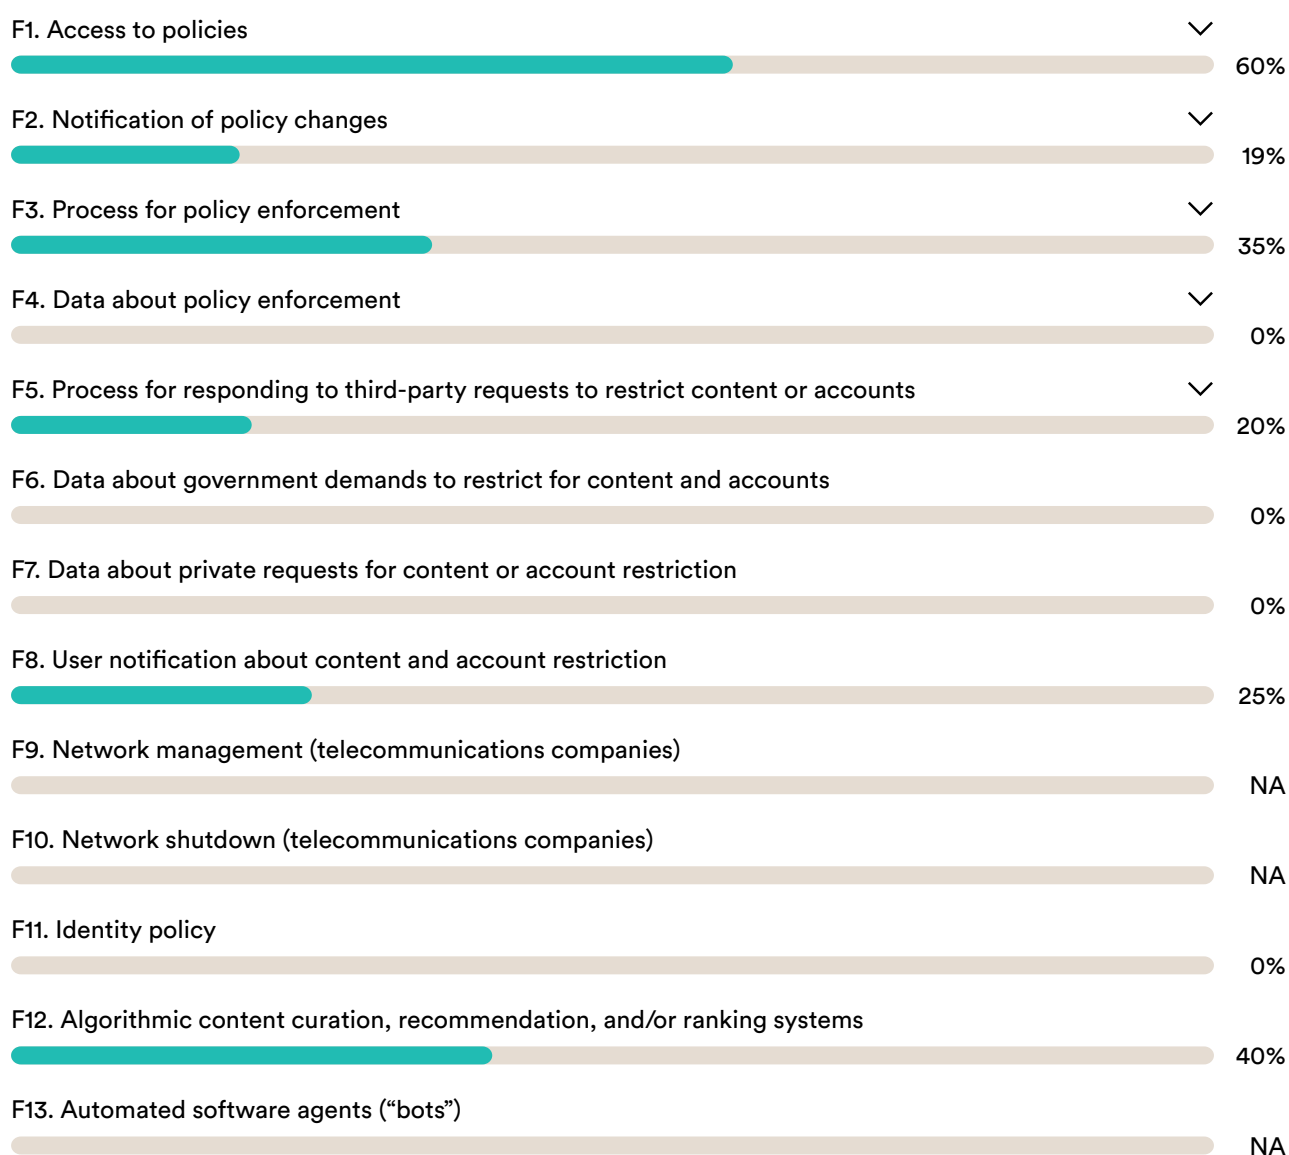 F1. Access to policies
60%
F2. Notification of policy changes
19%
F3. Process for policy enforcement
35%
F4. Data about policy enforcement
0%
F5. Process for responding to third-party requests to restrict content or accounts
20%
F6. Data about government demands to restrict for content and accounts
0%
F7. Data about private requests for content or account restriction
0%
F8. User notification about content and account restriction
25%
F9. Network management (telecommunications companies)
NA
F10. Network shutdown (telecommunications companies)
NA
F11. Identity policy
0%
F12. Algorithmic content curation, recommendation, and/or ranking systems
40%
F13. Automated software agents (“bots”)
NA